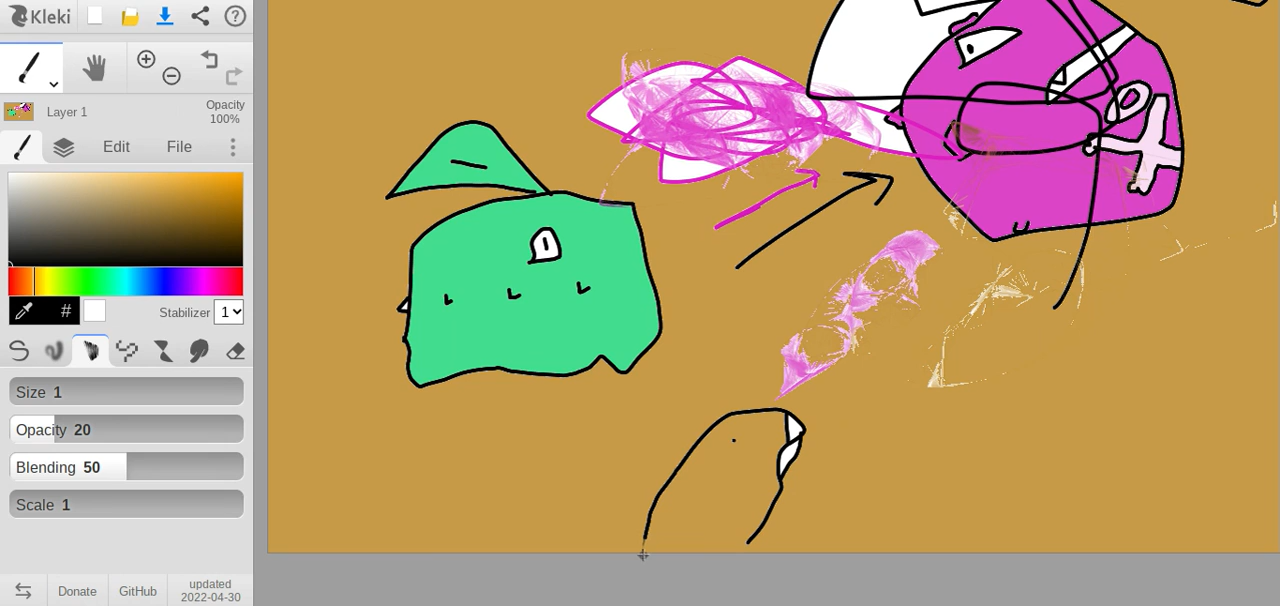 Kleki
Layer 1
Opacity
100%
Edit
File
#
Stabilizer 1
Size 1
Opacity 20
Blending 50
Scale 1
Donate
GitHub
updated
2022-04-30